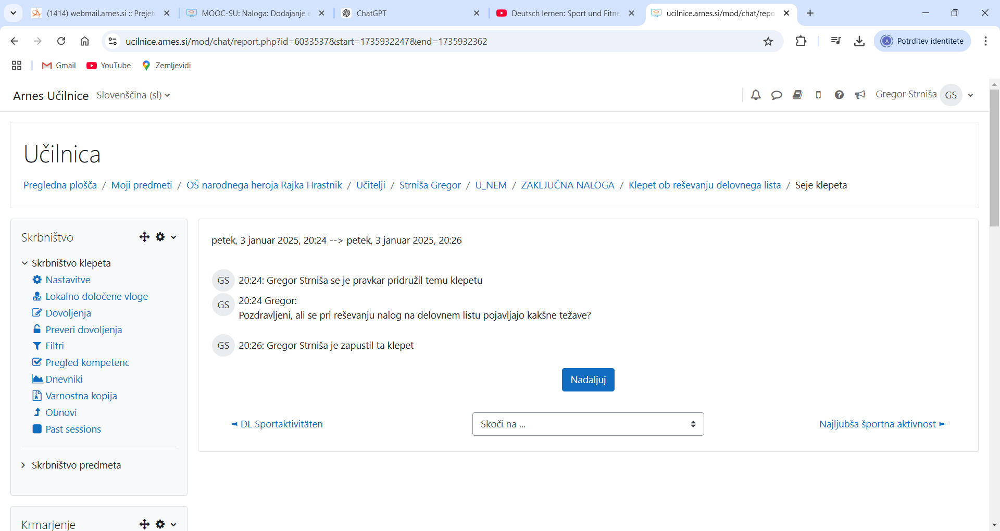 (1414) webmail.arnes.si :: Prejet
MOOC-SU: Naloga: Dodajanje
ChatGPT
Deutsch lernen: Sport und Fitne
ucilnice.arnes.si/mod/chat/repo
ucilnice.arnes.si/mod/chat/report.php?id=6033537&start=1735932247&end=1735932362
A Potrditev identitete
Gmail
YouTube
Zemljevidi
Arnes Učilnice
Slovenščina (sl)
Gregor Strniša
GS
Učilnica
Pregledna plošča / Moji predmeti / OŠ narodnega heroja Rajka Hrastnik / Učitelji / Strniša Gregor / U_NEM / ZAKLJUČNA NALOGA / Klepet ob reševanju delovnega lista / Seje klepeta
Skrbništvo
Skrbništvo klepeta
Nastavitve
Lokalno določene vloge
Dovoljenja
Preveri dovoljenja
Filtri
Pregled kompetenc
Dnevniki
Varnostna kopija
Obnovi
Past sessions
Skrbništvo predmeta
Krmarjenje
petek, 3 januar 2025, 20:24 --> petek, 3 januar 2025, 20:26
GS 20:24: Gregor Strniša se je pravkar pridružil temu klepetu
GS 20:24 Gregor:
Pozdravljeni, ali se pri reševanju nalog na delovnem listu pojavljajo kakšne težave?
GS 20:26: Gregor Strniša je zapustil ta klepet
Nadaljuj
◄ DL Sportaktivitäten
Skoči na ...
Najljubša športna aktivnost ►